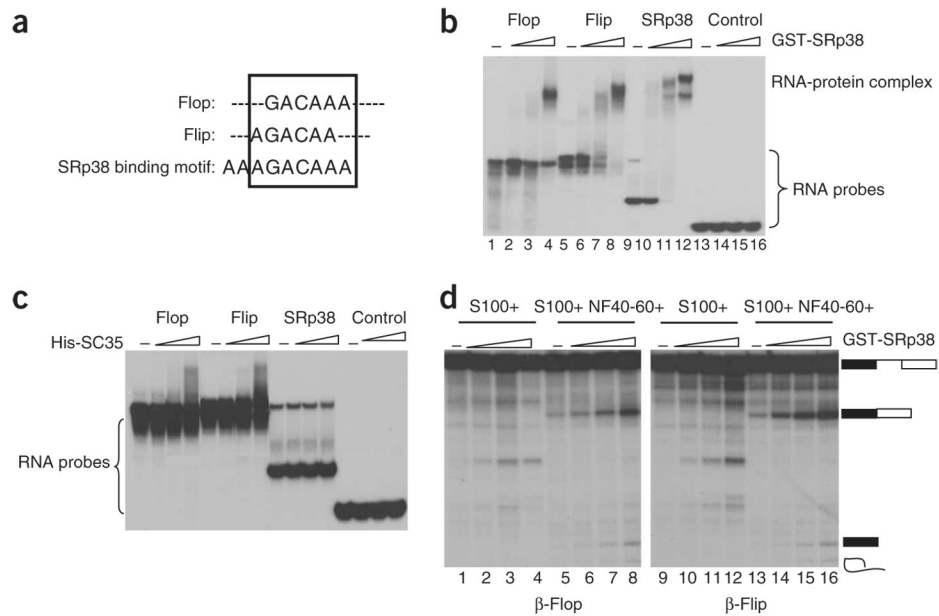 a
Flop: -----GACAAA-----
Flip: ---AGACAA-----
SRp38 binding motif: AAAGACAAA
b
Flop Flip SRp38 Control
– – – – GST-SRp38
RNA-protein complex
RNA probes
1 2 3 4 5 6 7 8 9 10 11 12 13 14 15 16
c
Flop Flip SRp38 Control
His-SC35 – – – –
RNA probes
d
S100+ S100+ NF40-60+ S100+ S100+ NF40-60+
– – – – GST-SRp38
1 2 3 4 5 6 7 8 9 10 11 12 13 14 15 16
β-Flop β-Flip